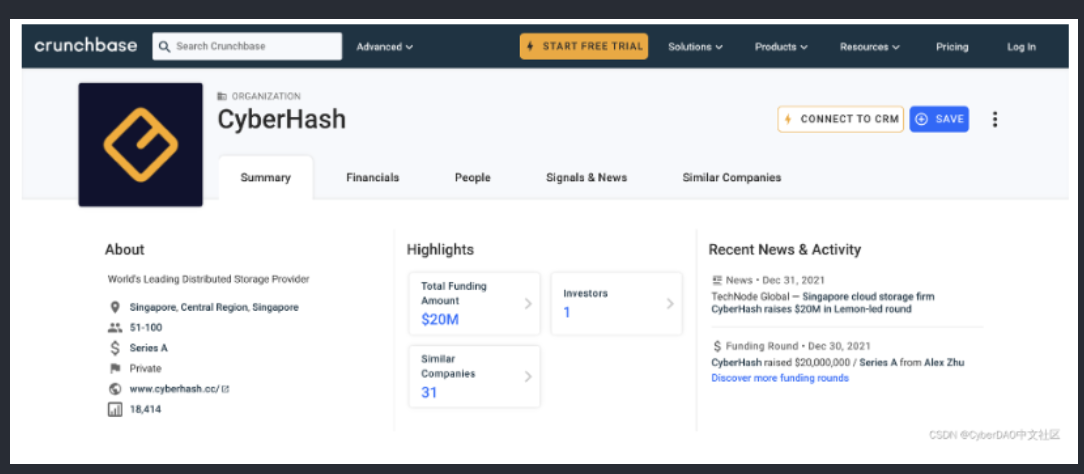 crunchbase
Search Crunchbase
Advanced
START FREE TRIAL
Solutions
Products
Resources
Pricing
Log In
ORGANIZATION
CyberHash
CONNECT TO CRM
SAVE
Summary
Financials
People
Signals & News
Similar Companies
About
World's Leading Distributed Storage Provider
Singapore, Central Region, Singapore
51-100
Series A
Private
www.cyberhash.cc/
18,414
Highlights
Total Funding
Amount
$20M
Investors
1
Similar
Companies
31
Recent News & Activity
News • Dec 31, 2021
TechNode Global — Singapore cloud storage firm
CyberHash raises $20M in Lemon-led round
Funding Round • Dec 30, 2021
CyberHash raised $20,000,000 / Series A from Alex Zhu
Discover more funding rounds
CSDN @CyberDAO中文社区